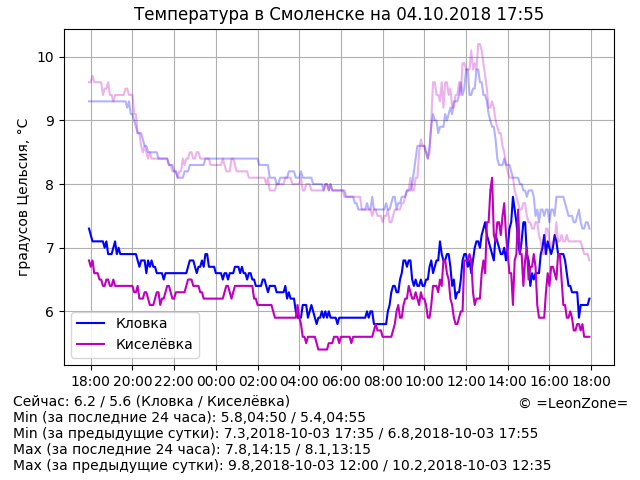 Температура в Смоленске на 04.10.2018 17:55
градусов Цельсия, °C
10
9
8
7
6
Кловка
Киселёвка
18:00 20:00 22:00 00:00 02:00 04:00 06:00 08:00 10:00 12:00 14:00 16:00 18:00
Сейчас: 6.2 / 5.6 (Кловка / Киселёвка)
© =LeonZone=
Min (за последние 24 часа): 5.8,04:50 / 5.4,04:55
Min (за предыдущие сутки): 7.3,2018-10-03 17:35 / 6.8,2018-10-03 17:55
Max (за последние 24 часа): 7.8,14:15 / 8.1,13:15
Max (за предыдущие сутки): 9.8,2018-10-03 12:00 / 10.2,2018-10-03 12:35